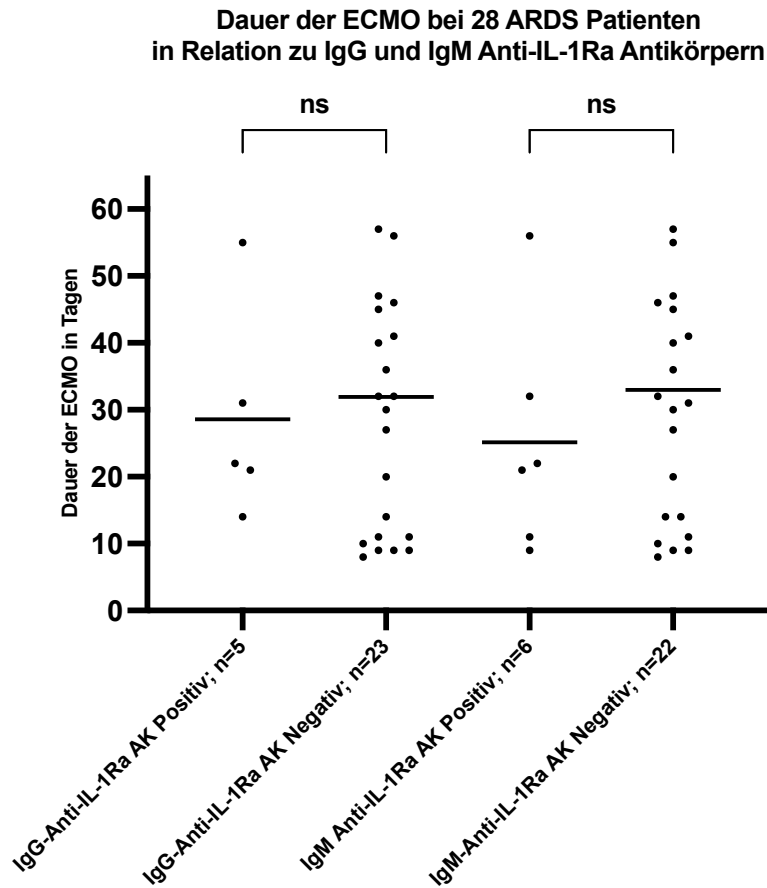 Dauer der ECMO bei 28 ARDS Patienten
in Relation zu IgG und IgM Anti-IL-1Ra Antikörpern
ns
ns
Dauer der ECMO in Tagen
60
50
40
30
20
10
0
IgG-Anti-IL-1Ra AK Positiv; n=5
IgG-Anti-IL-1Ra AK Negativ; n=23
IgM Anti-IL-1Ra AK Positiv; n=6
IgM-Anti-IL-1Ra AK Negativ; n=22